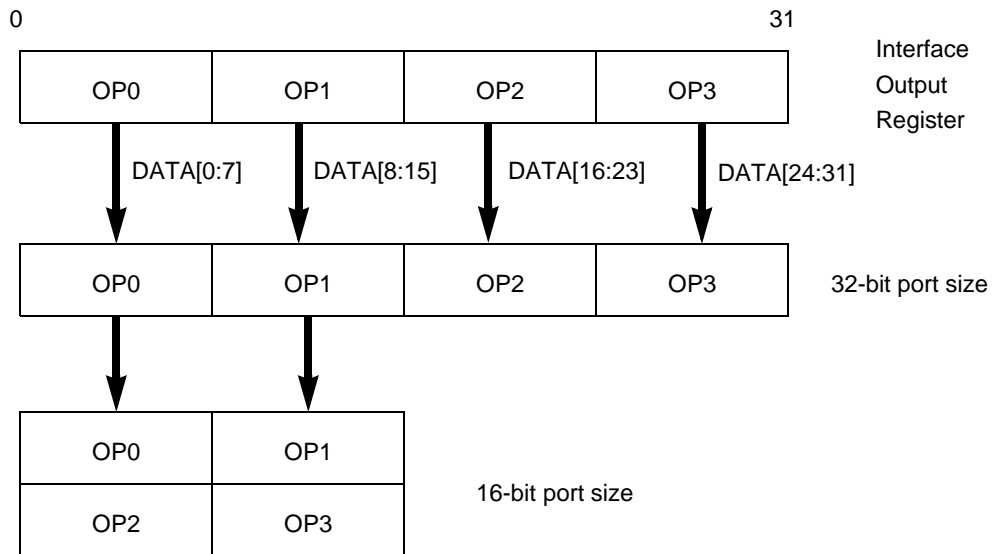 0 31
Interface
Output
Register
OP0 OP1 OP2 OP3
DATA[0:7] DATA[8:15] DATA[16:23] DATA[24:31]
OP0 OP1 OP2 OP3 32-bit port size
OP0 OP1
16-bit port size
OP2 OP3